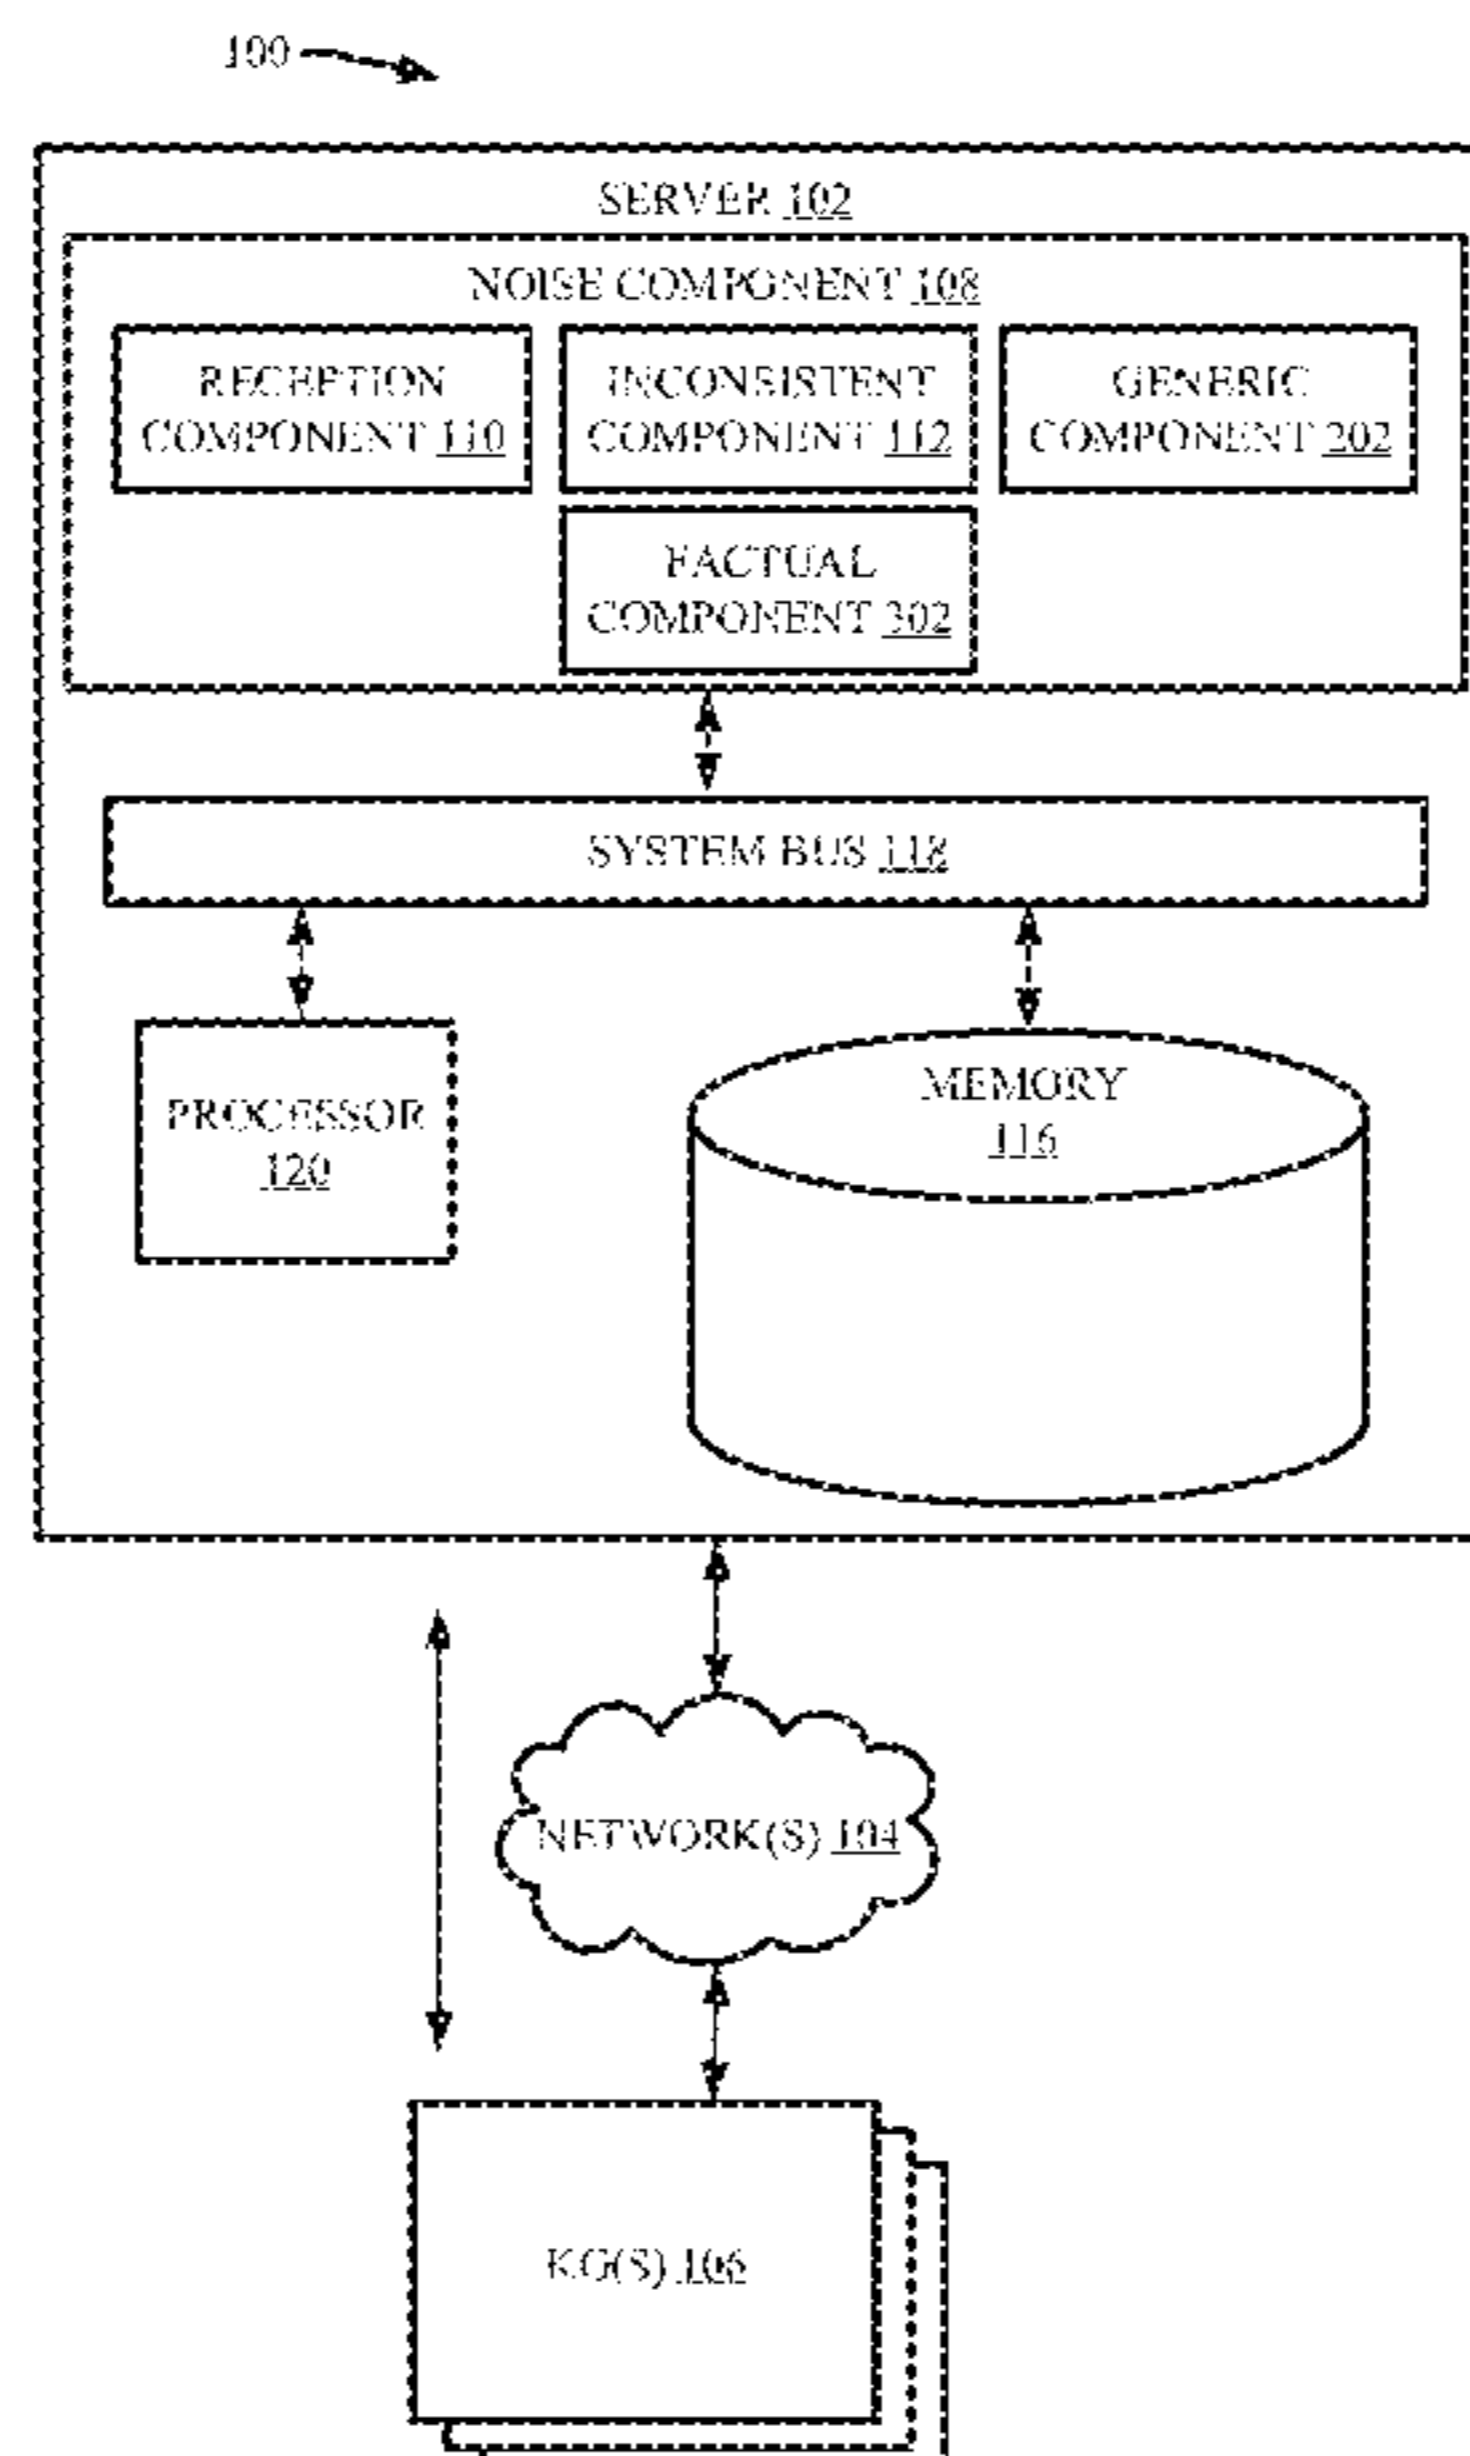 100
SERVER 102
NOISE COMPONENT 108
RECEPTION
COMPONENT 110
INCONSISTENT
COMPONENT 112
GENERIC
COMPONENT 202
FACTUAL
COMPONENT 302
SYSTEM BUS 118
PROCESSOR
120
MEMORY
116
NETWORK(S) 104
KG(S) 106